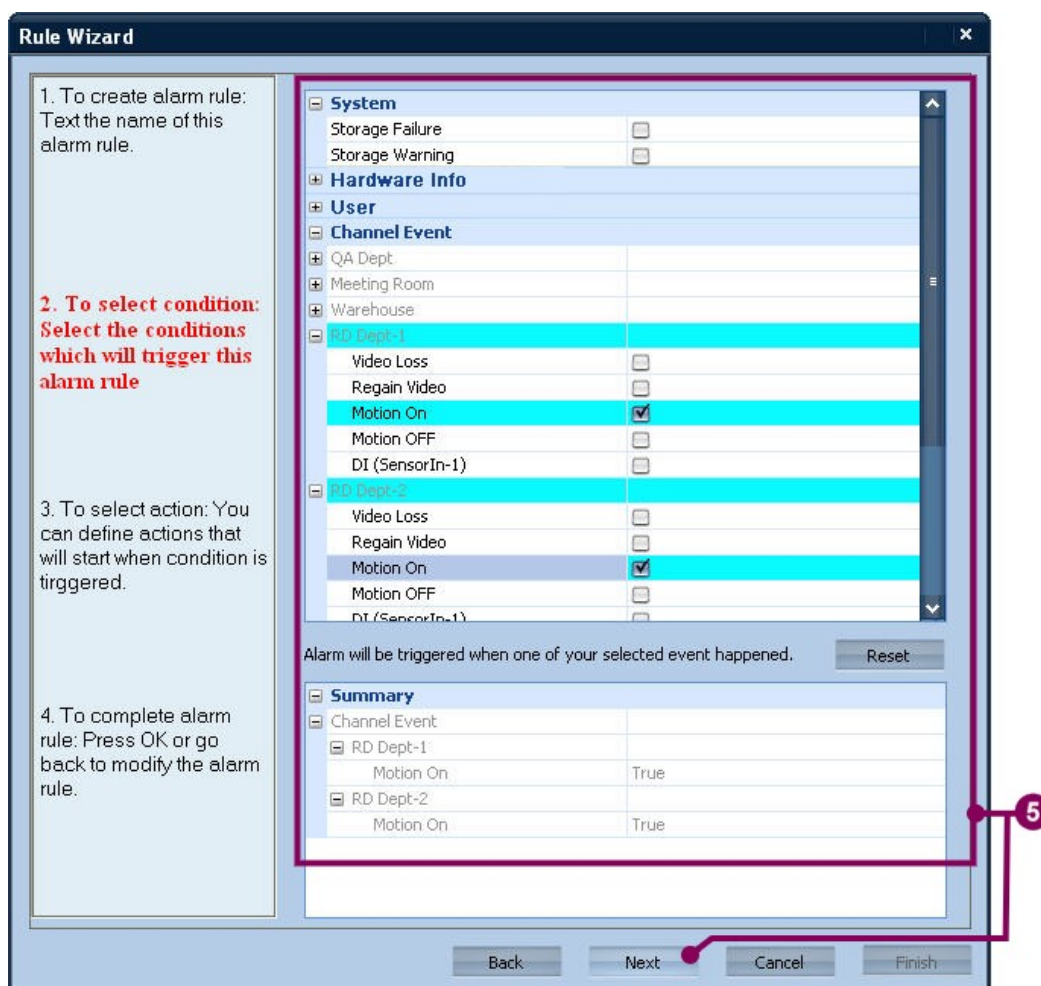 Rule Wizard
1. To create alarm rule:
Text the name of this
alarm rule.
2. To select condition:
Select the conditions
which will trigger this
alarm rule
3. To select action: You
can define actions that
will start when condition is
tirggered.
4. To complete alarm
rule: Press OK or go
back to modify the alarm
rule.
System
Storage Failure
Storage Warning
Hardware Info
User
Channel Event
QA Dept
Meeting Room
Warehouse
RD Dept-1
Video Loss
Regain Video
Motion On
Motion OFF
DI (SensorIn-1)
RD Dept-2
Video Loss
Regain Video
Motion On
Motion OFF
DI (SensorIn-1)
Alarm will be triggered when one of your selected event happened.
Reset
Summary
Channel Event
RD Dept-1
Motion On True
RD Dept-2
Motion On True
5
Back Next Cancel Finish